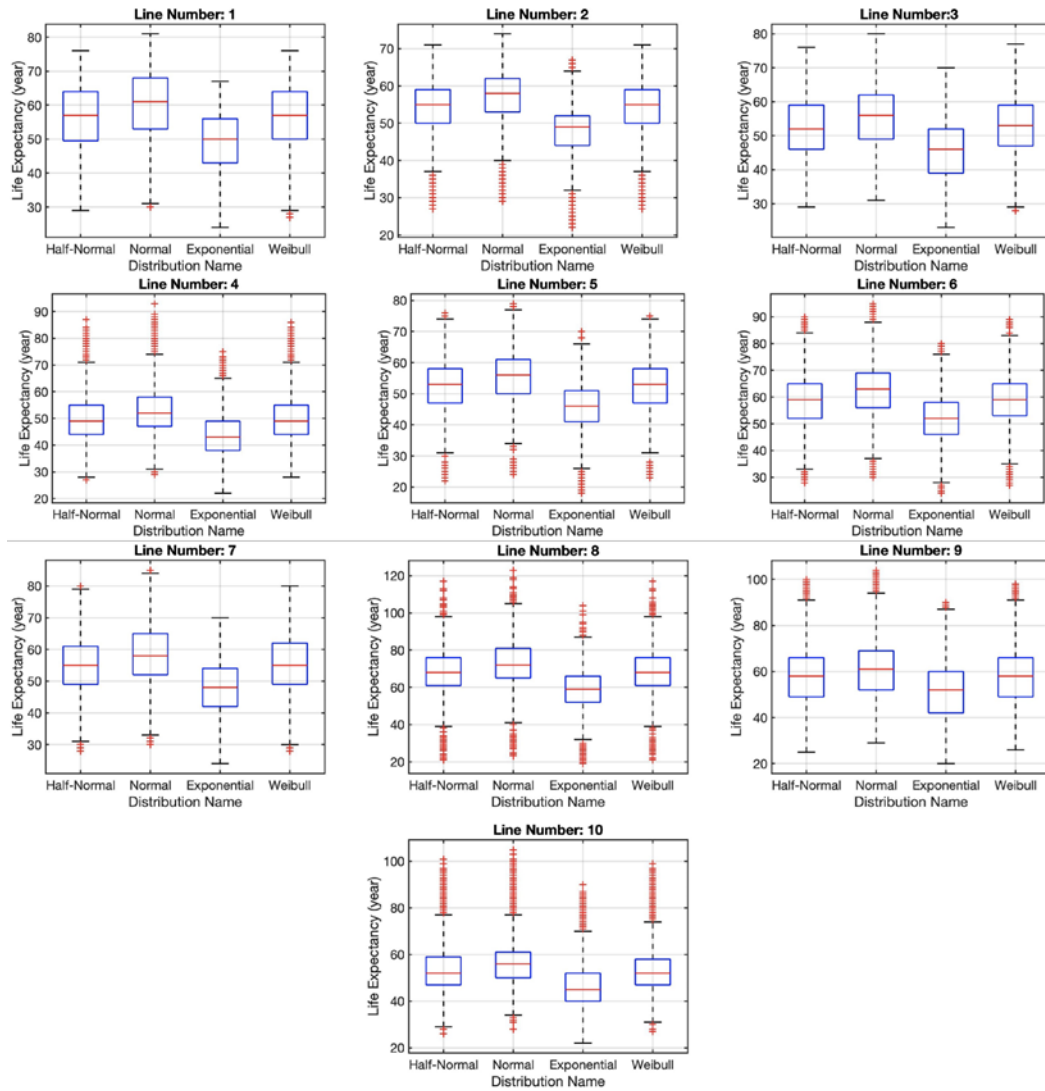 Line Number: 1
Life Expectancy (year)
80
70
60
50
40
30
Half-Normal Normal Exponential Weibull
Distribution Name
Line Number: 2
Life Expectancy (year)
70
60
50
40
30
20
Half-Normal Normal Exponential Weibull
Distribution Name
Line Number:3
Life Expectancy (year)
80
70
60
50
40
30
Half-Normal Normal Exponential Weibull
Distribution Name
Line Number: 4
Life Expectancy (year)
90
80
70
60
50
40
30
20
Half-Normal Normal Exponential Weibull
Distribution Name
Line Number: 5
Life Expectancy (year)
80
70
60
50
40
30
20
Half-Normal Normal Exponential Weibull
Distribution Name
Line Number: 6
Life Expectancy (year)
90
80
70
60
50
40
30
Half-Normal Normal Exponential Weibull
Distribution Name
Line Number: 7
Life Expectancy (year)
80
70
60
50
40
30
Half-Normal Normal Exponential Weibull
Distribution Name
Line Number: 8
Life Expectancy (year)
120
100
80
60
40
20
Half-Normal Normal Exponential Weibull
Distribution Name
Line Number: 9
Life Expectancy (year)
100
80
60
40
20
Half-Normal Normal Exponential Weibull
Distribution Name
Line Number: 10
Life Expectancy (year)
100
80
60
40
20
Half-Normal Normal Exponential Weibull
Distribution Name